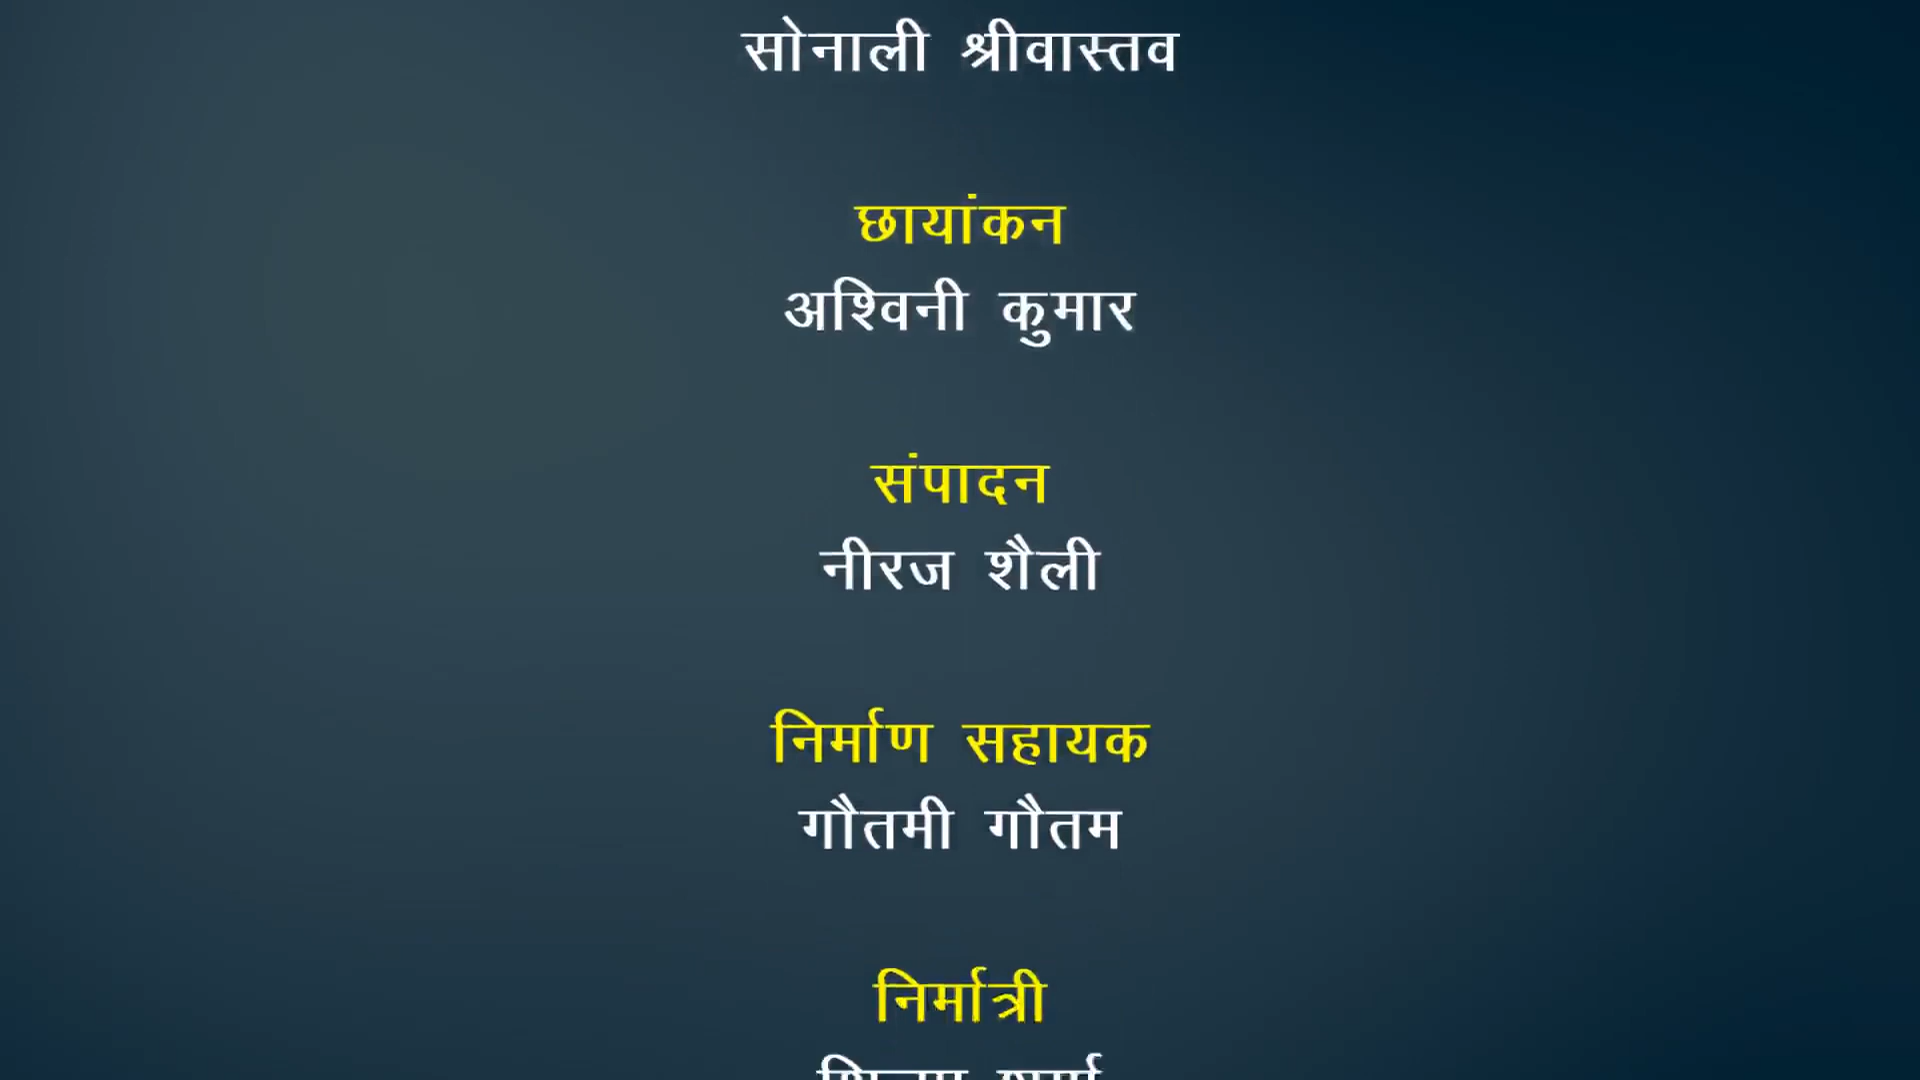 सोनाली श्रीवास्तव
छायांकन
अश्विनी कुमार
संपादन
नीरज शैली
निर्माण सहायक
गौतमी गौतम
निर्मात्री